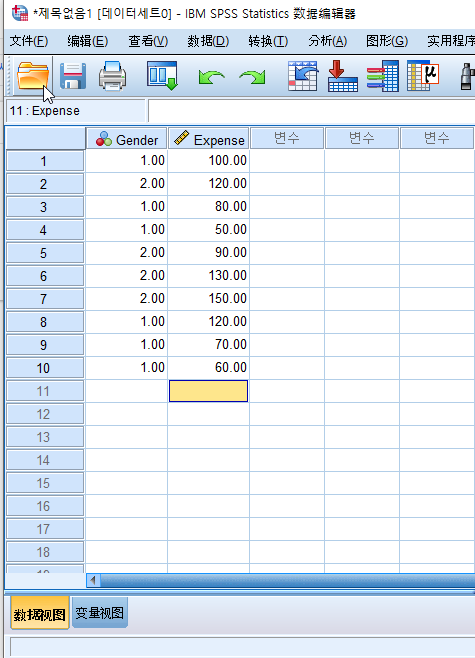 *제목없음1 [데이터세트0] - IBM SPSS Statistics 数据编辑器
文件(F) 编辑(E) 查看(V) 数据(D) 转换(T) 分析(A) 图形(G) 实用程序
μ
11 : Expense
Gender Expense 변수 변수 변수
1 1.00 100.00
2 2.00 120.00
3 1.00 80.00
4 1.00 50.00
5 2.00 90.00
6 2.00 130.00
7 2.00 150.00
8 1.00 120.00
9 1.00 70.00
10 1.00 60.00
11
12
13
14
15
16
17
18
19
数据视图 变量视图